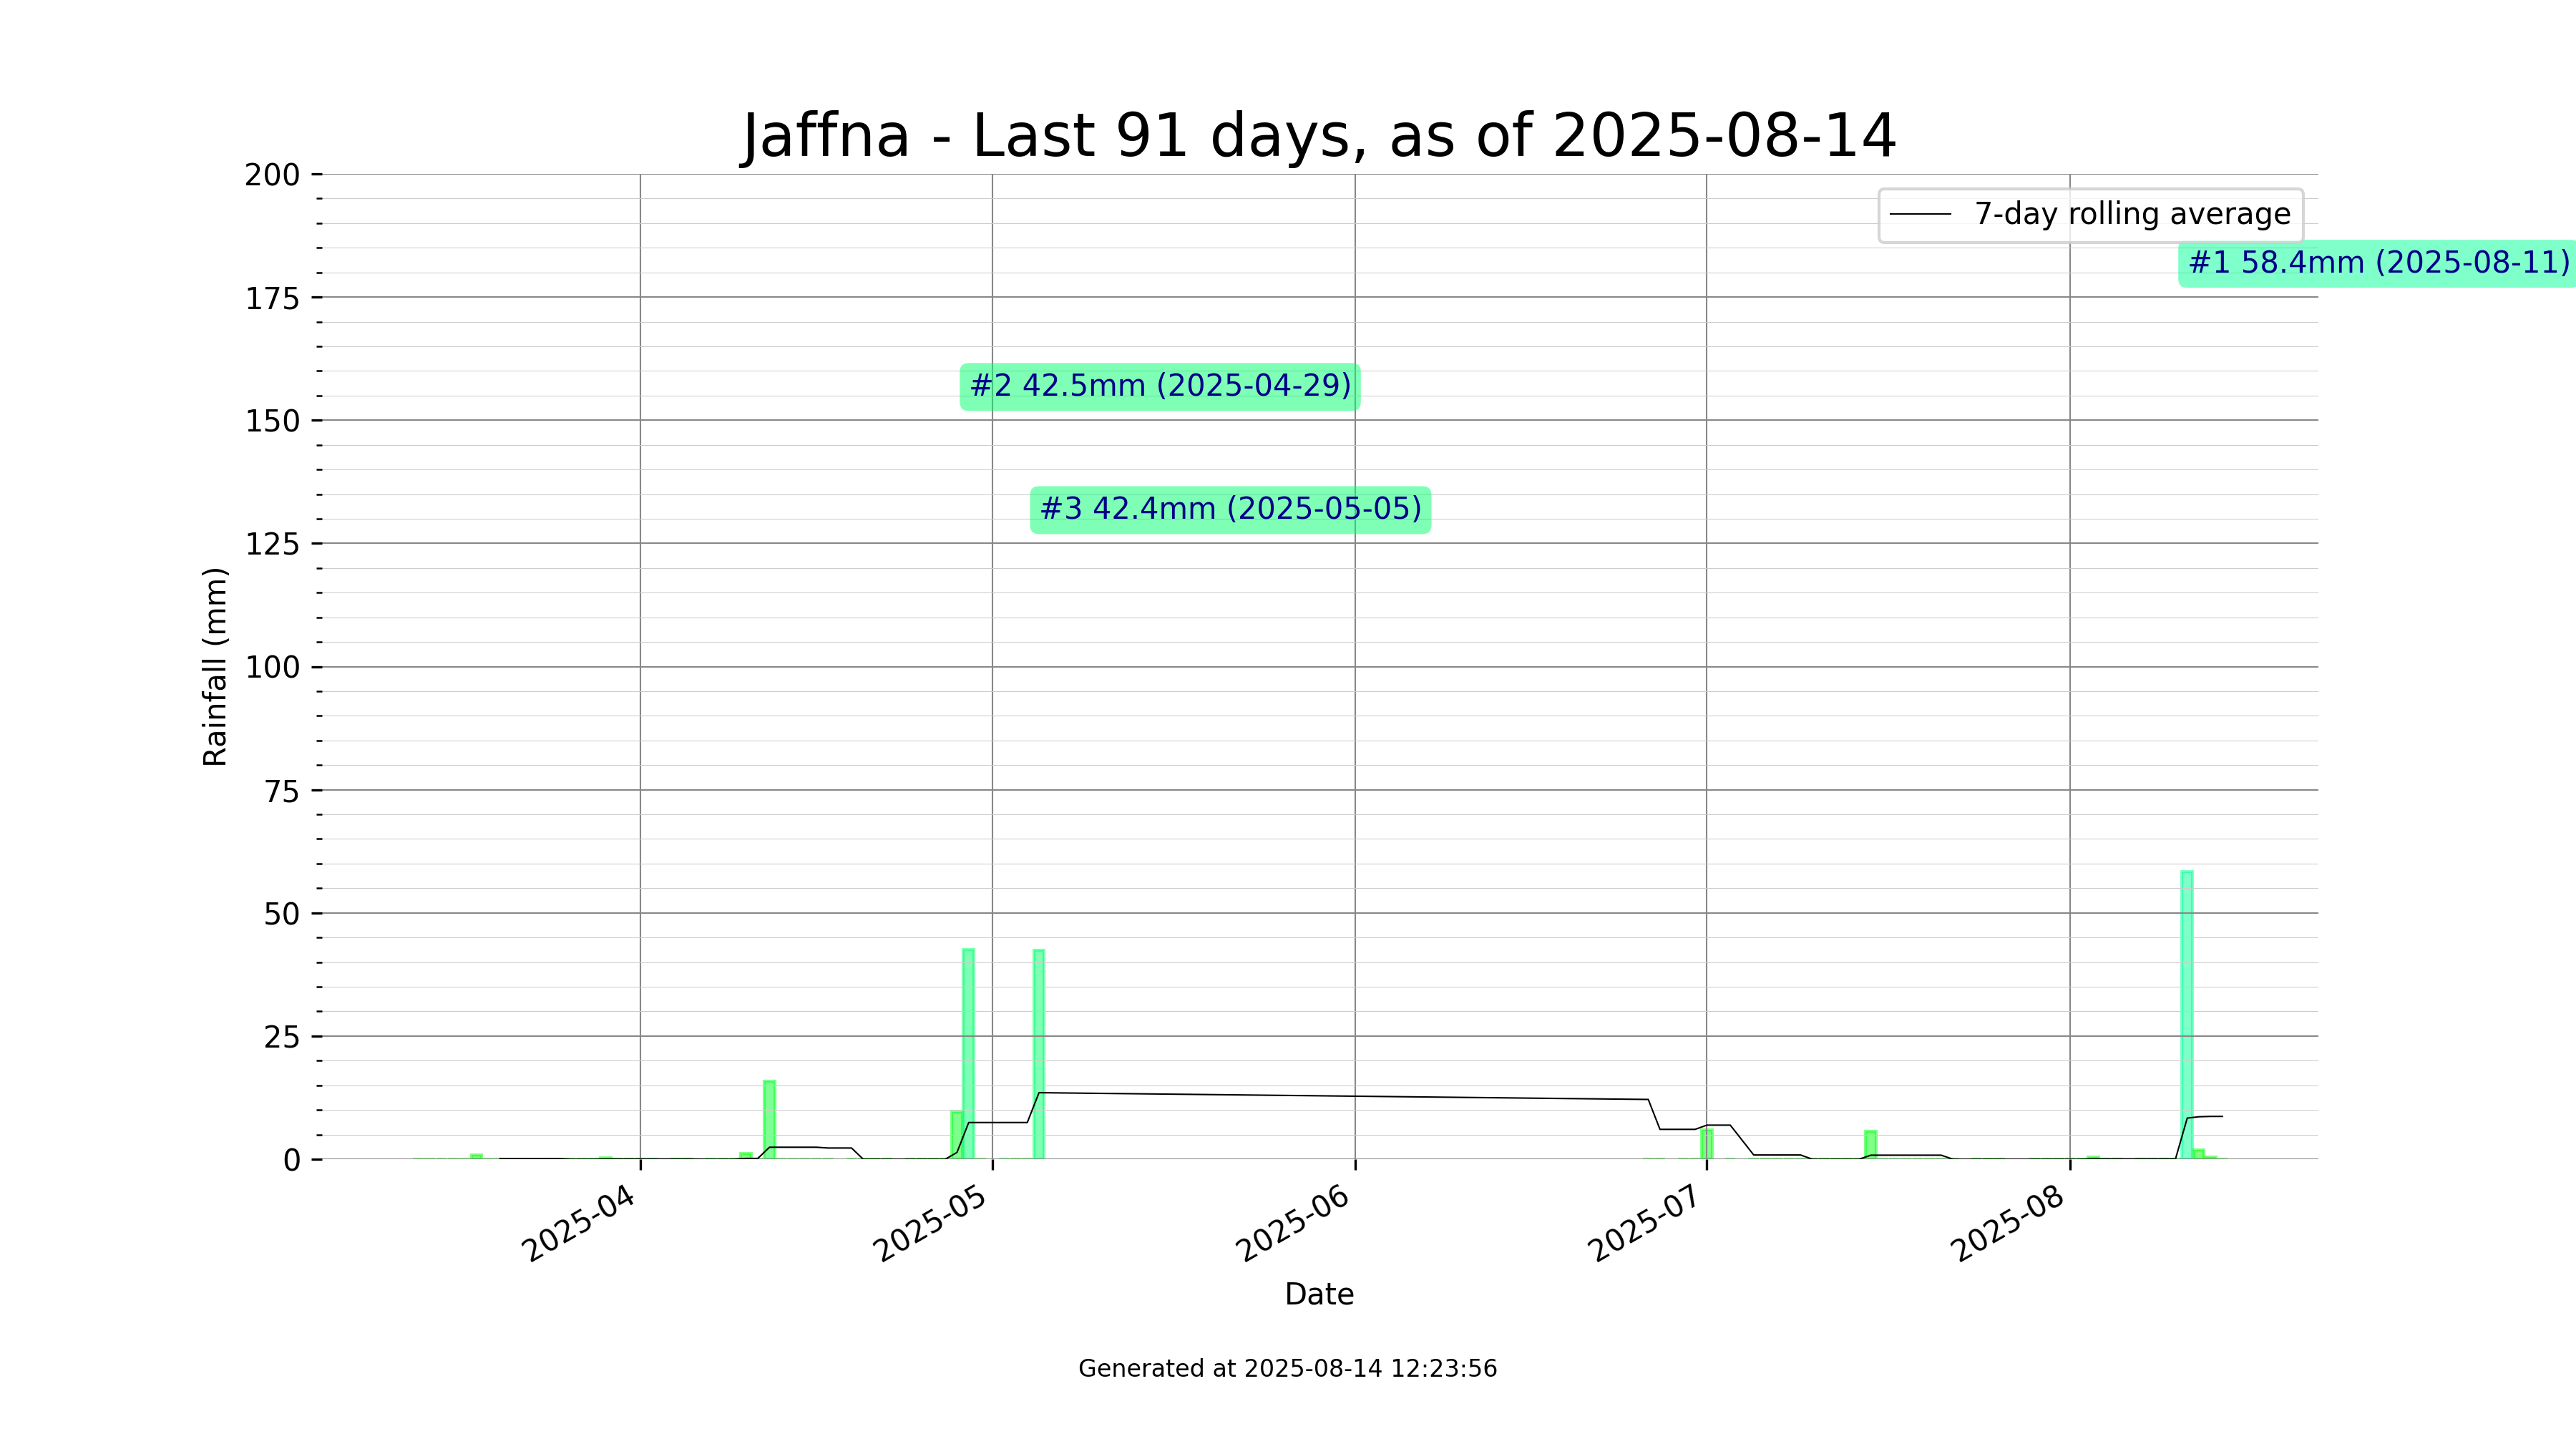 Jaffna - Last 91 days, as of 2025-08-14
200
175
150
125
100
75
50
25
0
Rainfall (mm)
7-day rolling average
#1 58.4mm (2025-08-11)
#2 42.5mm (2025-04-29)
#3 42.4mm (2025-05-05)
2025-04
2025-05
2025-06
2025-07
2025-08
Date
Generated at 2025-08-14 12:23:56